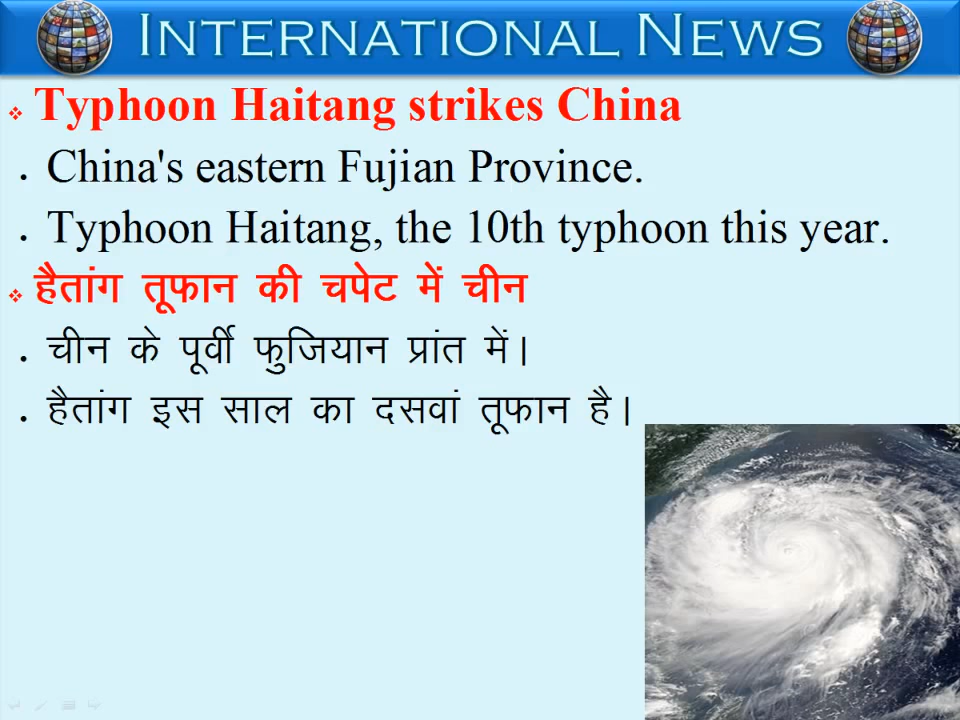 INTERNATIONAL NEWS
Typhoon Haitang strikes China
China's eastern Fujian Province.
Typhoon Haitang, the 10th typhoon this year.
हैतांग तूफान की चपेट में चीन
चीन के पूर्वी फुजियान प्रांत में।
हैतांग इस साल का दसवां तूफान है।